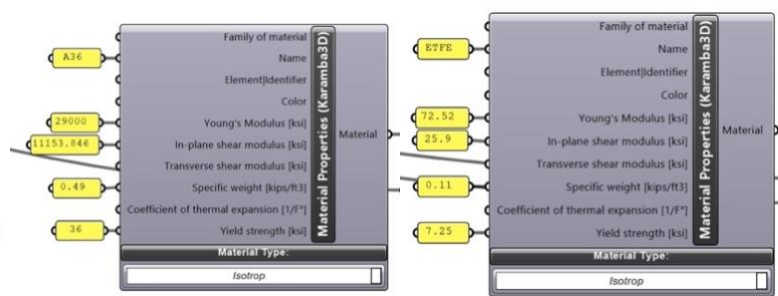 Family of material
A36
Name
Element|Identifier
Color
29000
Young's Modulus [ksi]
11153.846
In-plane shear modulus [ksi]
Transverse shear modulus [ksi]
0.49
Specific weight [kips/ft3]
Coefficient of thermal expansion [1/F°]
36
Yield strength [ksi]
Material Properties (Karamba3D)
Material
Material Type:
Isotrop
Family of material
ETFE
Name
Element|Identifier
Color
72.52
Young's Modulus [ksi]
25.9
In-plane shear modulus [ksi]
Transverse shear modulus [ksi]
0.11
Specific weight [kips/ft3]
Coefficient of thermal expansion [1/F°]
7.25
Yield strength [ksi]
Material Properties (Karamba3D)
Material
Material Type:
Isotrop